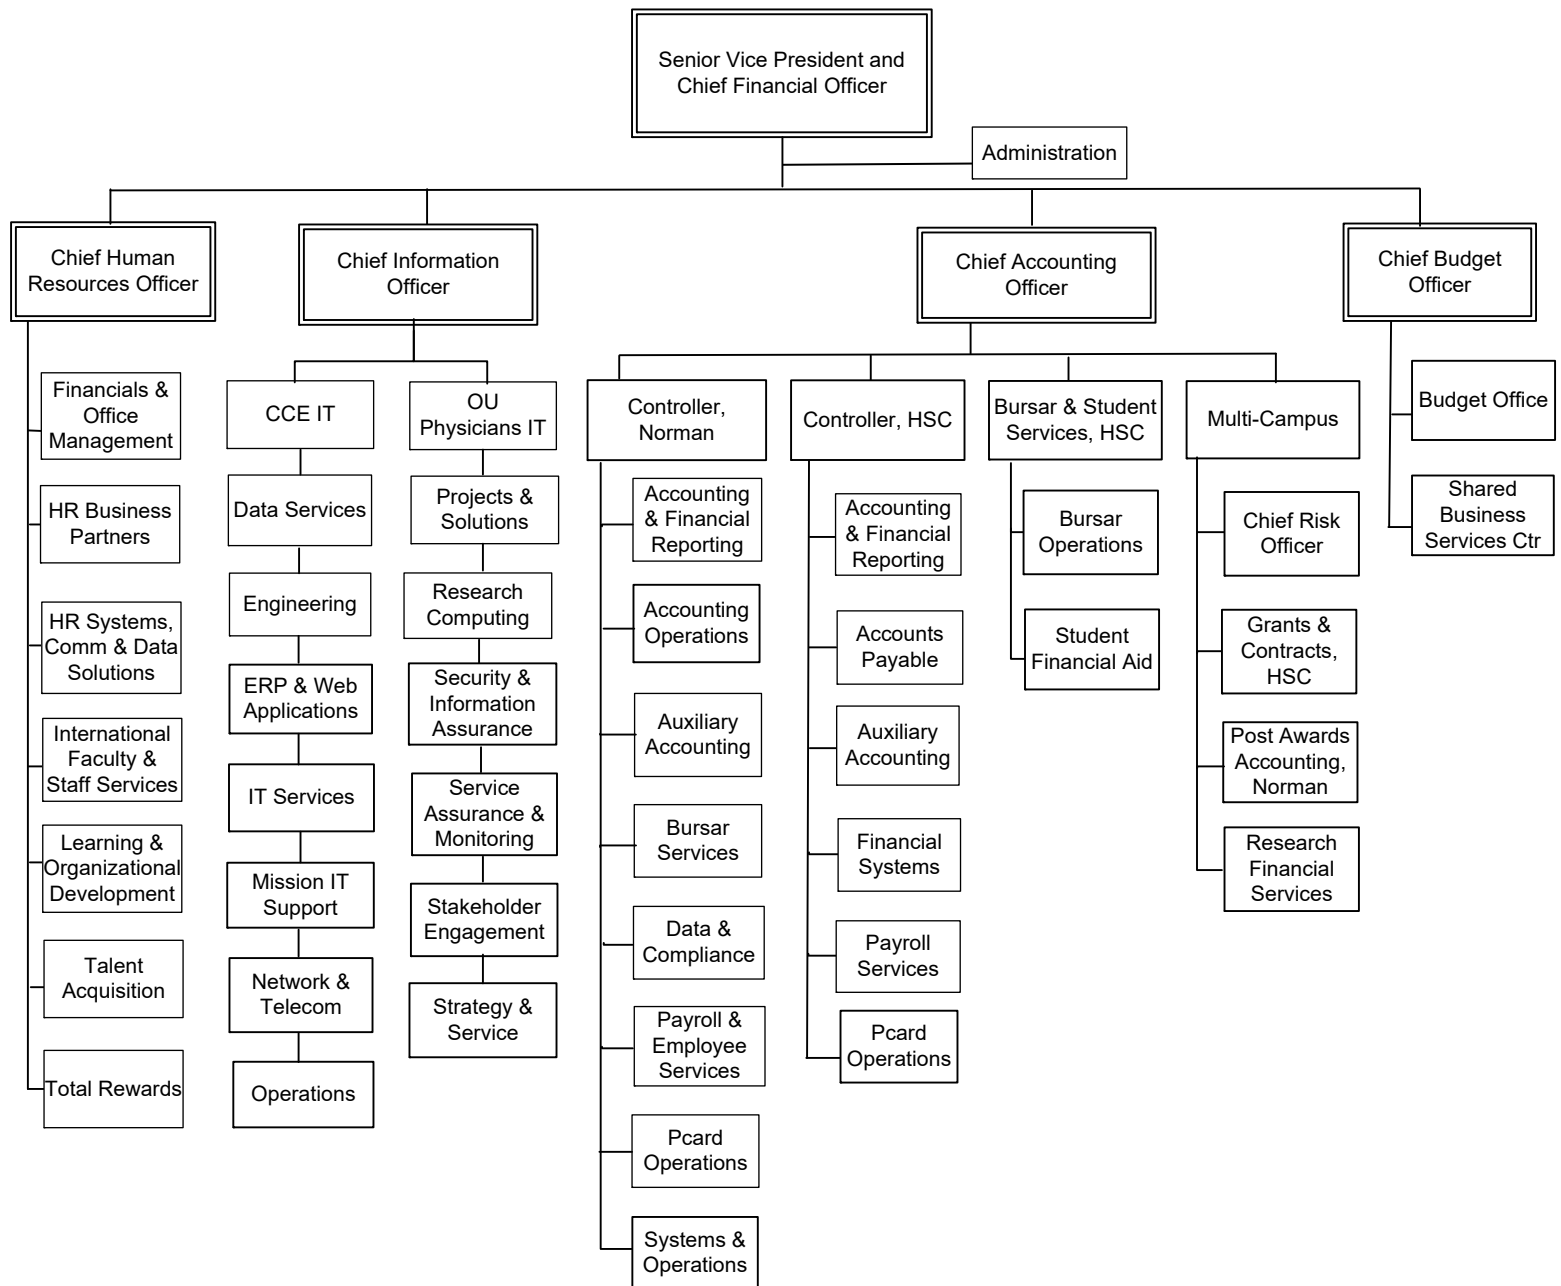 Senior Vice President and
Chief Financial Officer
Administration
Chief Human
Resources Officer
Chief Information
Officer
Chief Accounting
Officer
Chief Budget
Officer
Financials &
Office
Management
HR Business
Partners
HR Systems,
Comm & Data
Solutions
International
Faculty &
Staff Services
Learning &
Organizational
Development
Talent
Acquisition
Total Rewards
CCE IT
Data Services
Engineering
ERP & Web
Applications
IT Services
Mission IT
Support
Network &
Telecom
Operations
OU
Physicians IT
Projects &
Solutions
Research
Computing
Security &
Information
Assurance
Service
Assurance &
Monitoring
Stakeholder
Engagement
Strategy &
Service
Controller,
Norman
Accounting
& Financial
Reporting
Accounting
Operations
Auxiliary
Accounting
Bursar
Services
Data &
Compliance
Payroll &
Employee
Services
Pcard
Operations
Systems &
Operations
Controller, HSC
Accounting
& Financial
Reporting
Accounts
Payable
Auxiliary
Accounting
Financial
Systems
Payroll
Services
Pcard
Operations
Bursar & Student
Services, HSC
Bursar
Operations
Student
Financial Aid
Multi-Campus
Chief Risk
Officer
Grants &
Contracts,
HSC
Post Awards
Accounting,
Norman
Research
Financial
Services
Budget Office
Shared
Business
Services Ctr